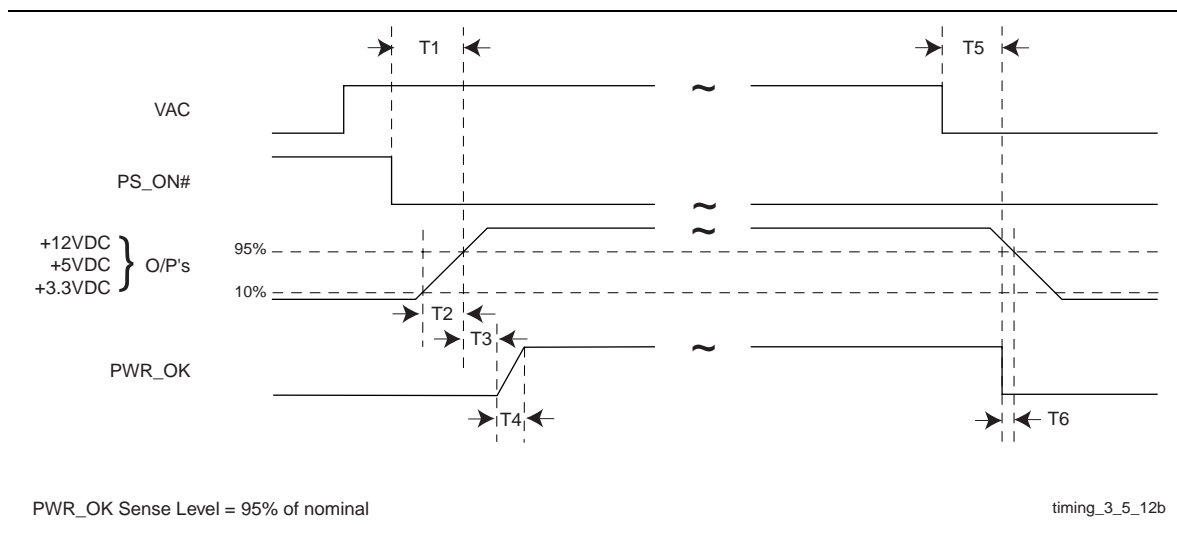 T1
T5
VAC
PS_ON#
~
~
~
+12VDC
+5VDC
+3.3VDC
} O/P's
95%
10%
T2
T3
PWR_OK
~
T4
T6
PWR_OK Sense Level = 95% of nominal
timing_3_5_12b